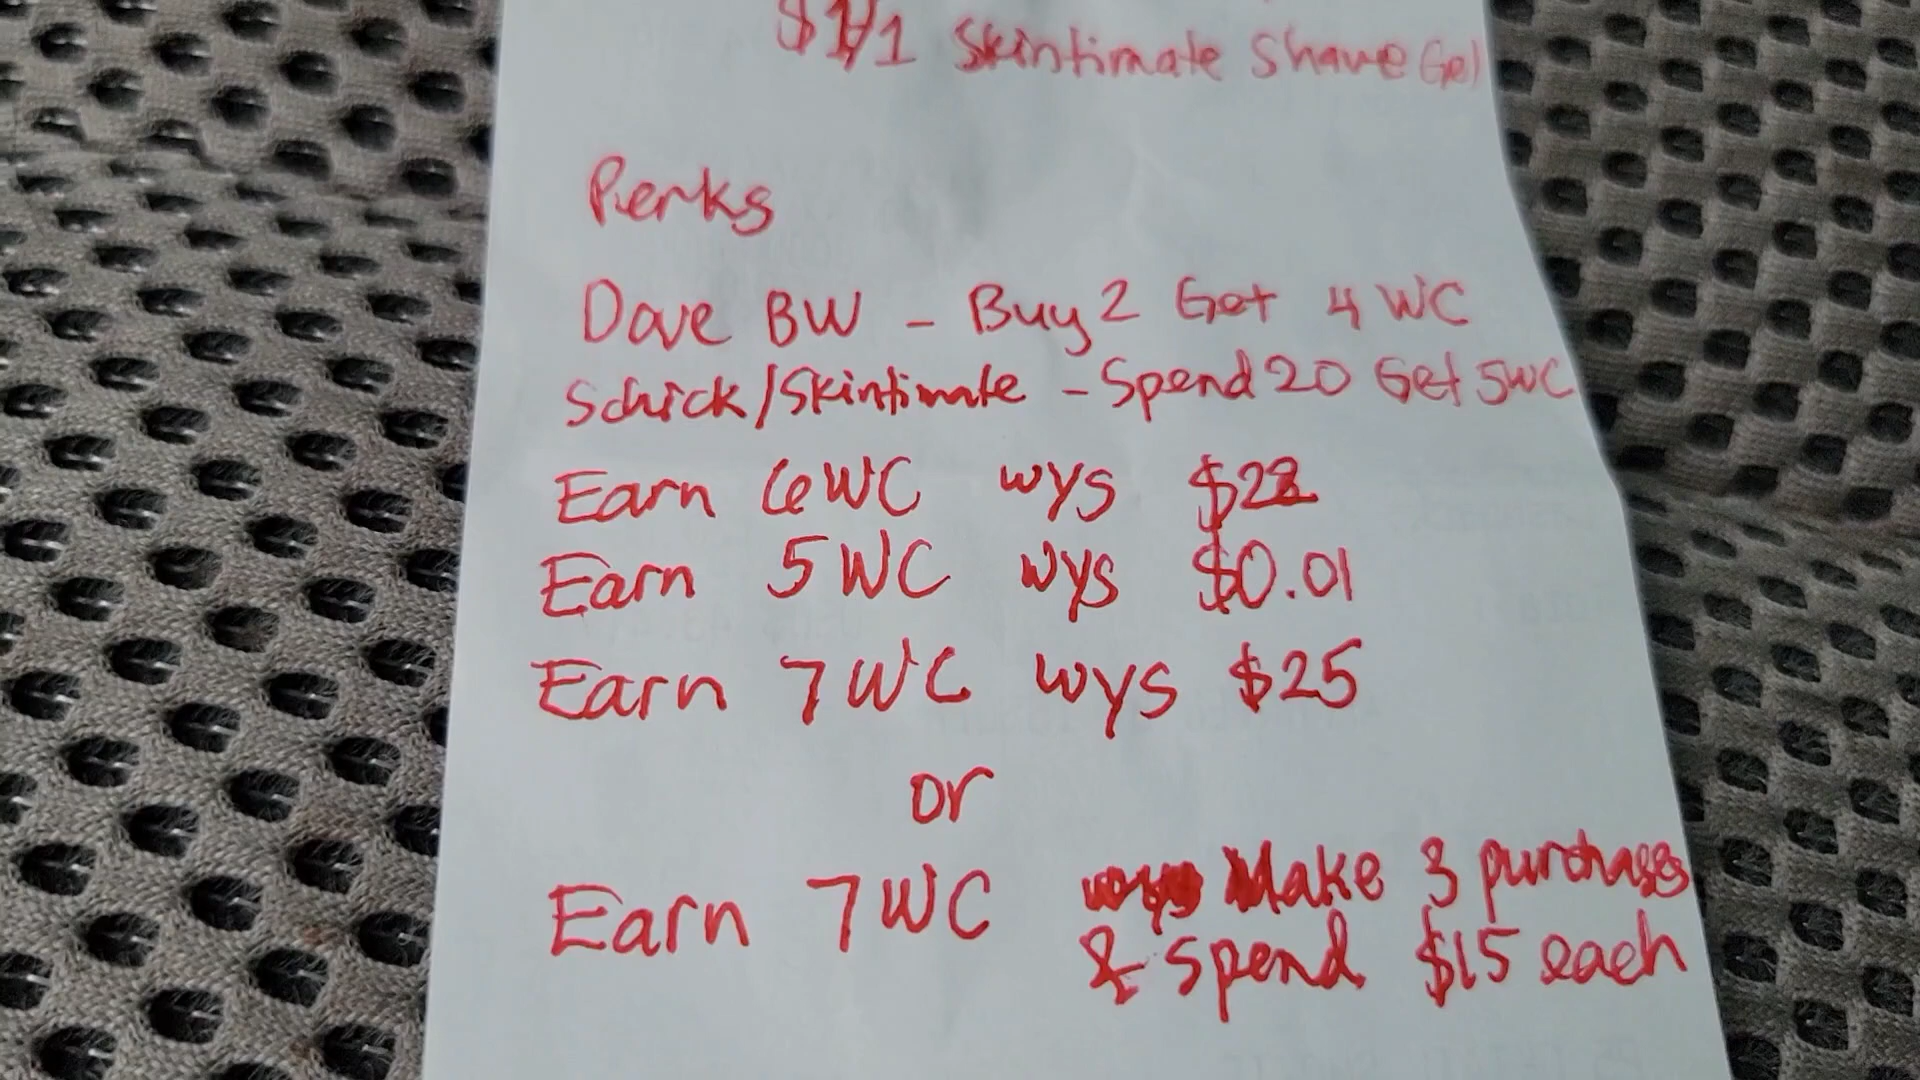 $1/1 Skintimate Shave Gel
Perks
Dove BW - Buy 2 Get 4 WC
Schick/Skintimate - Spend 20 Get 5WC
Earn 6WC wys $22
Earn 5WC wys $0.01
Earn 7WC wys $25
or
Earn 7WC Make 3 purchases
& Spend $15 each